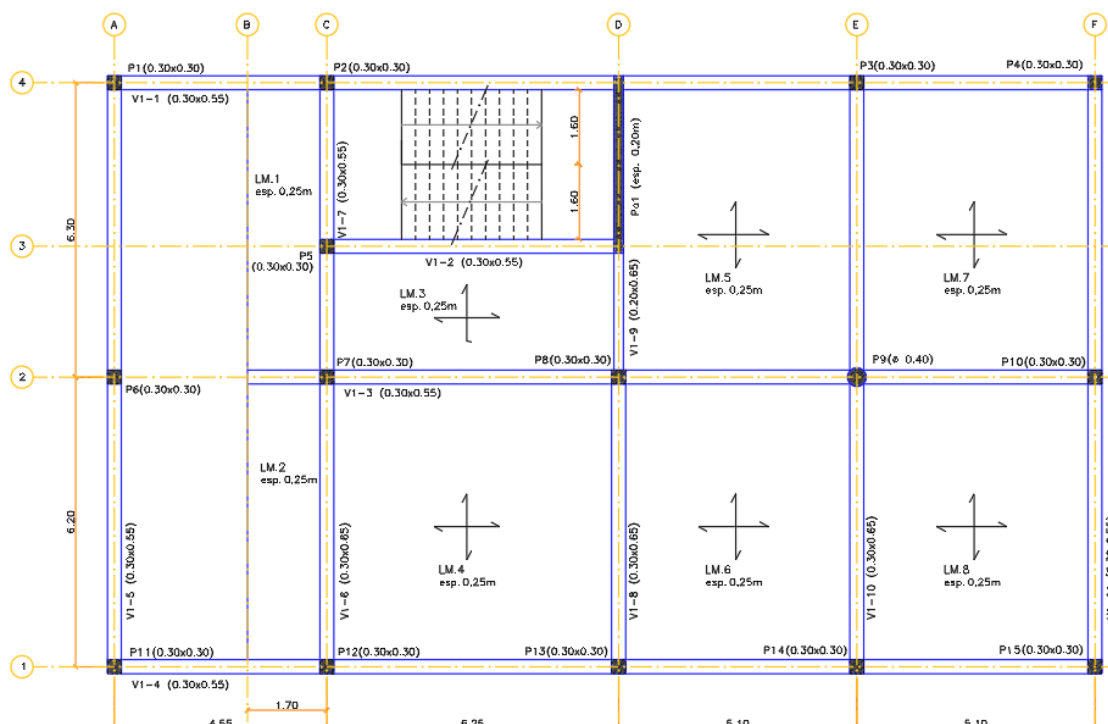 A B C D E F
P1(0.30x0.30) P2(0.30x0.30) P3(0.30x0.30) P4(0.30x0.30)
4
V1-1 (0.30x0.55)
1.60
Pa1 (esp. 0,20m)
V1-7 (0.30x0.55)
LM.1
esp. 0,25m
1.60
6.30
3
P5
(0.30x0.30)
V1-2 (0.30x0.55)
LM.3
esp. 0,25m
LM.5
esp. 0,25m
LM.7
esp. 0,25m
V1-9 (0.20x0.65)
P7(0.30x0.30) P8(0.30x0.30) P9(ø 0.40) P10(0.30x0.30)
2
P6(0.30x0.30)
V1-3 (0.30x0.55)
LM.2
esp. 0,25m
6.20
V1-5 (0.30x0.55)
V1-6 (0.30x0.65)
V1-8 (0.30x0.65)
V1-10 (0.30x0.65)
LM.4
esp. 0,25m
LM.6
esp. 0,25m
LM.8
esp. 0,25m
P11(0.30x0.30) P12(0.30x0.30) P13(0.30x0.30) P14(0.30x0.30) P15(0.30x0.30)
1
V1-4 (0.30x0.55)
1.70
4.55 6.25 5.10 5.10